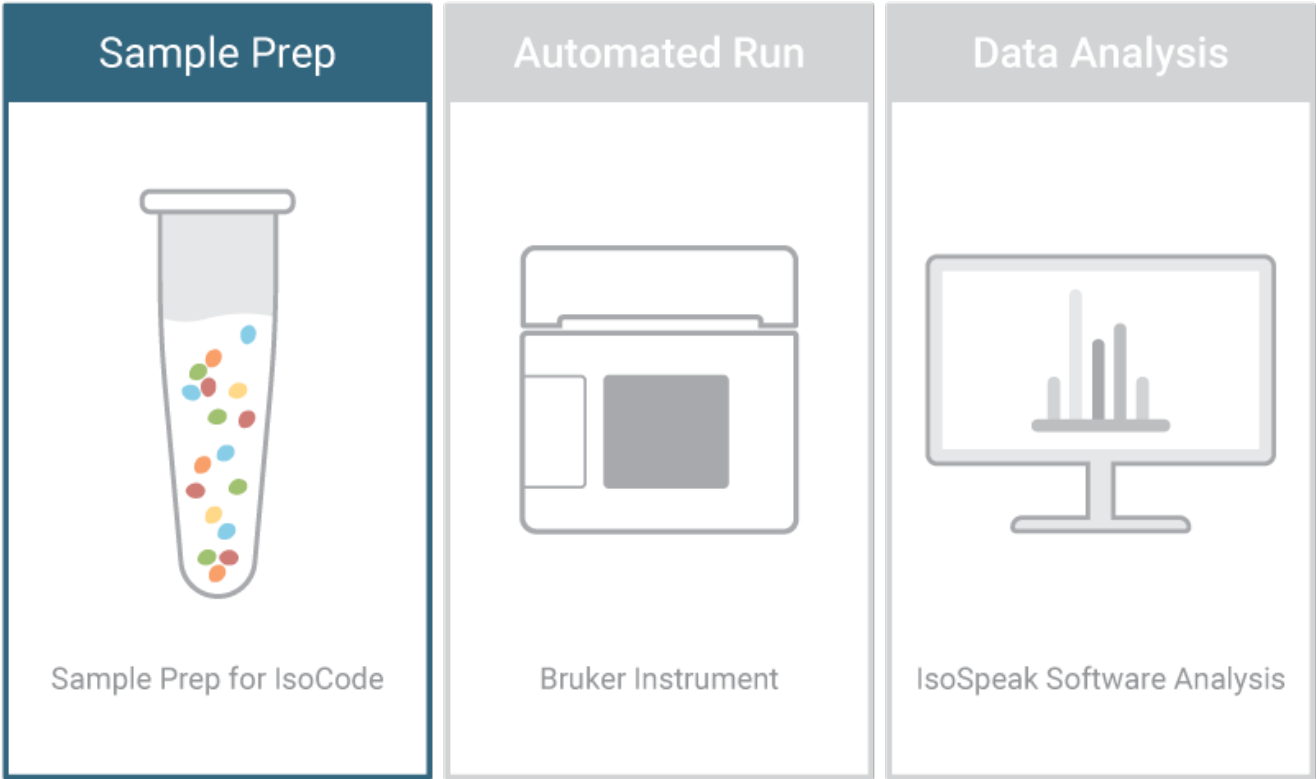 Sample Prep
Automated Run
Data Analysis
Sample Prep for IsoCode
Bruker Instrument
IsoSpeak Software Analysis